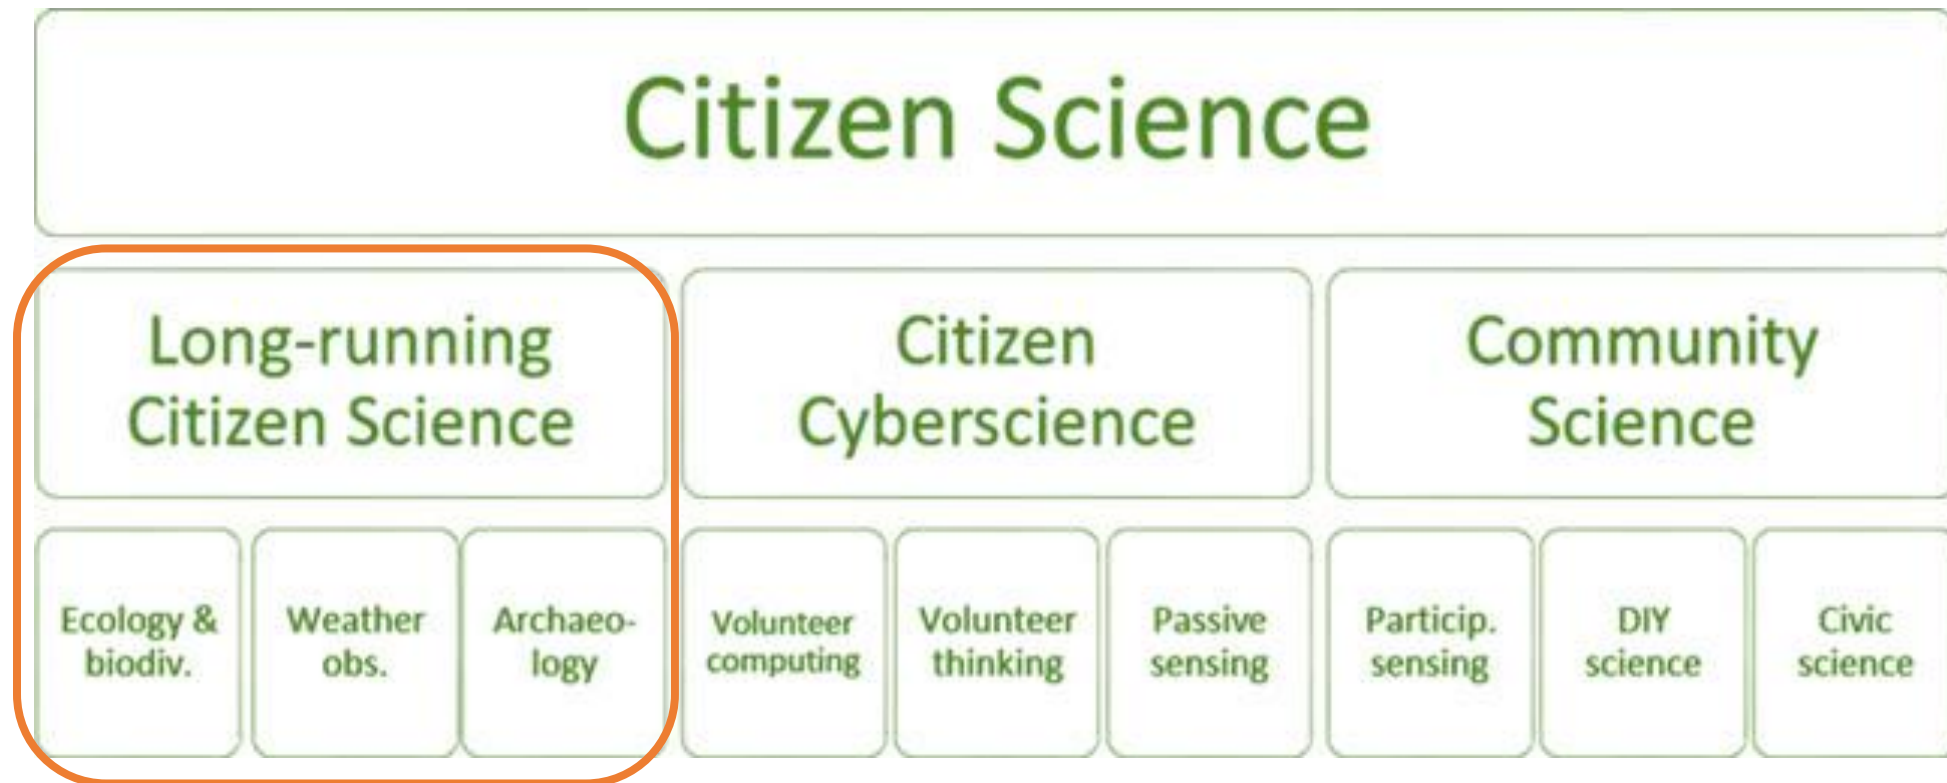 Citizen Science
Long-running
Citizen Science
Citizen
Cyberscience
Community
Science
Ecology &
biodiv.
Weather
obs.
Archaeo-
logy
Volunteer
computing
Volunteer
thinking
Passive
sensing
Particip.
sensing
DIY
science
Civic
science